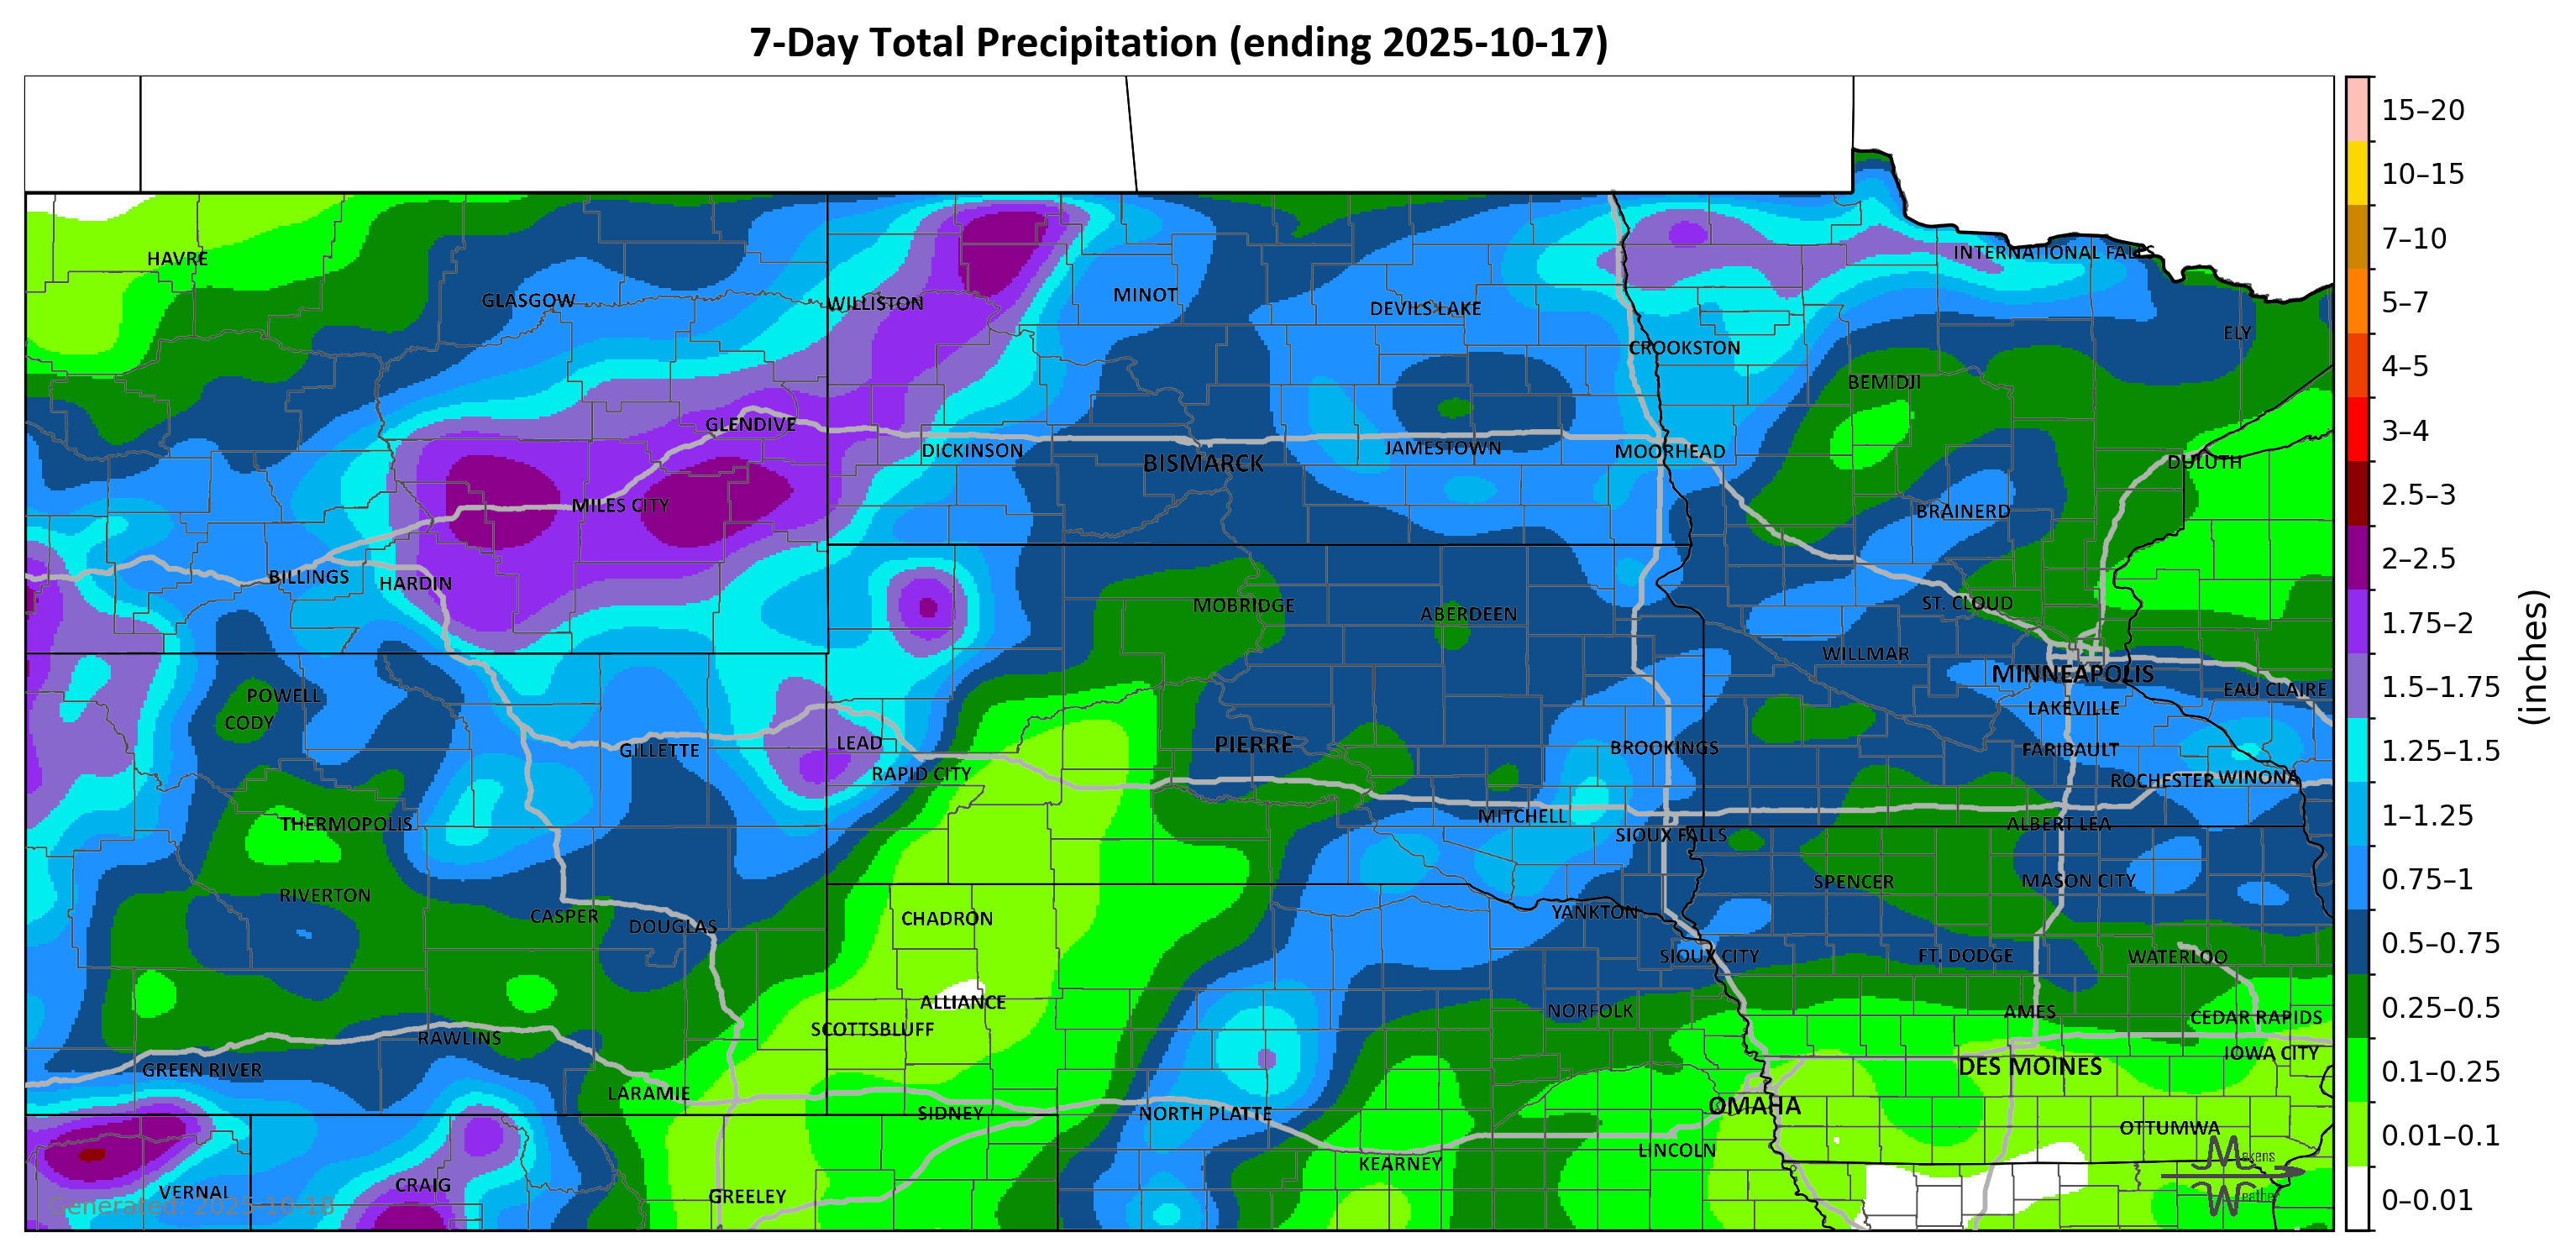 7-Day Total Precipitation (ending 2025-10-17)
15–20
10–15
7–10
5–7
4–5
3–4
2.5–3
2–2.5
1.75–2
1.5–1.75
1.25–1.5
1–1.25
0.75–1
0.5–0.75
0.25–0.5
0.1–0.25
0.01–0.1
0–0.01
(inches)
HAVRE
INTERNATIONAL FALLS
GLASGOW
WILLISTON
MINOT
DEVILS LAKE
ELY
CROOKSTON
BEMIDJI
GLENDIVE
DICKINSON
BISMARCK
JAMESTOWN
MOORHEAD
DULUTH
MILES CITY
BRAINERD
BILLINGS
HARDIN
MOBRIDGE
ABERDEEN
ST. CLOUD
WILLMAR
MINNEAPOLIS
POWELL
EAU CLAIRE
CODY
LAKEVILLE
GILLETTE
LEAD
PIERRE
BROOKINGS
FARIBAULT
RAPID CITY
ROCHESTER
WINONA
THERMOPOLIS
MITCHELL
SIOUX FALLS
ALBERT LEA
RIVERTON
SPENCER
MASON CITY
CASPER
DOUGLAS
CHADRON
YANKTON
SIOUX CITY
FT. DODGE
WATERLOO
ALLIANCE
NORFOLK
AMES
CEDAR RAPIDS
SCOTTSBLUFF
RAWLINS
GREEN RIVER
IOWA CITY
DES MOINES
LARAMIE
SIDNEY
NORTH PLATTE
OMAHA
OTTUMWA
LINCOLN
KEARNEY
VERNAL
CRAIG
GREELEY
Generated: 2025-10-18
Makens
Weather